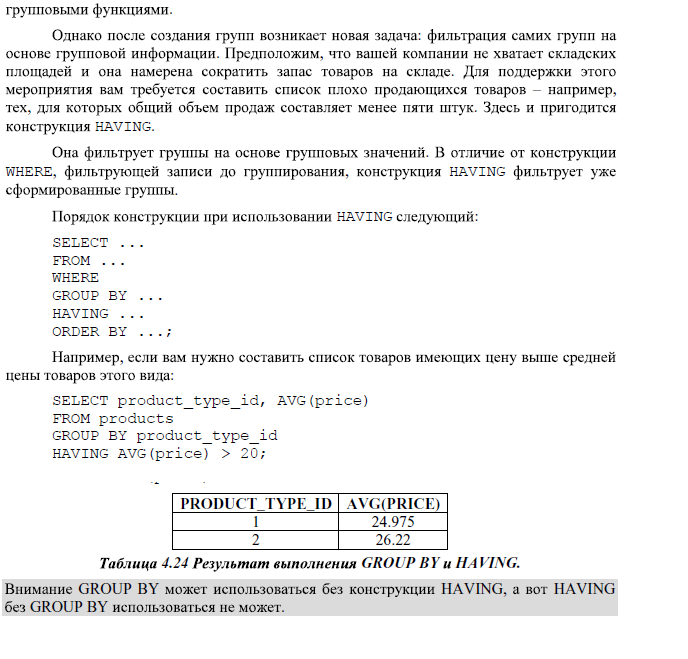 групповыми функциями.
Однако после создания групп возникает новая задача: фильтрация самих групп на
основе групповой информации. Предположим, что вашей компании не хватает складских
площадей и она намерена сократить запас товаров на складе. Для поддержки этого
мероприятия вам требуется составить список плохо продающихся товаров – например,
тех, для которых общий объем продаж составляет менее пяти штук. Здесь и пригодится
конструкция HAVING.
Она фильтрует группы на основе групповых значений. В отличие от конструкции
WHERE, фильтрующей записи до группирования, конструкция HAVING фильтрует уже
сформированные группы.
Порядок конструкции при использовании HAVING следующий:
SELECT ...
FROM ...
WHERE
GROUP BY ...
HAVING ...
ORDER BY ...;
Например, если вам нужно составить список товаров имеющих цену выше средней
цены товаров этого вида:
SELECT product_type_id, AVG(price)
FROM products
GROUP BY product_type_id
HAVING AVG(price) > 20;
PRODUCT_TYPE_ID AVG(PRICE)
1 24.975
2 26.22
Таблица 4.24 Результат выполнения GROUP BY и HAVING.
Внимание GROUP BY может использоваться без конструкции HAVING, а вот HAVING
без GROUP BY использоваться не может.